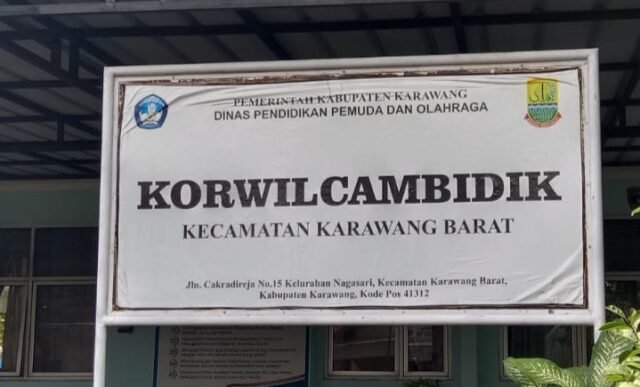 PEMERINTAH KABUPATEN KARAWANG
DINAS PENDIDIKAN PEMUDA DAN OLAHRAGA
KORWILCAMBIDIK
KECAMATAN KARAWANG BARAT
Jln. Cakradireja No.15 Kelurahan Nagasari, Kecamatan Karawang Barat,
Kabupaten Karawang, Kode Pos 41312